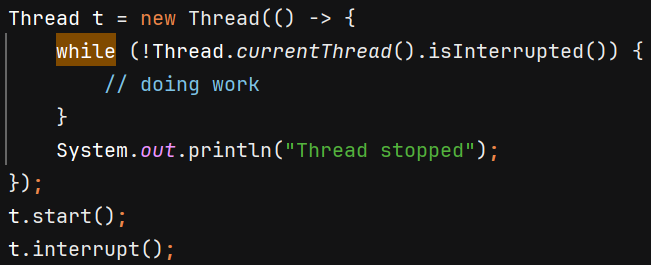 Thread t = new Thread(() -> {
    while (!Thread.currentThread().isInterrupted()) {
        // doing work
    }
    System.out.println("Thread stopped");
});
t.start();
t.interrupt();